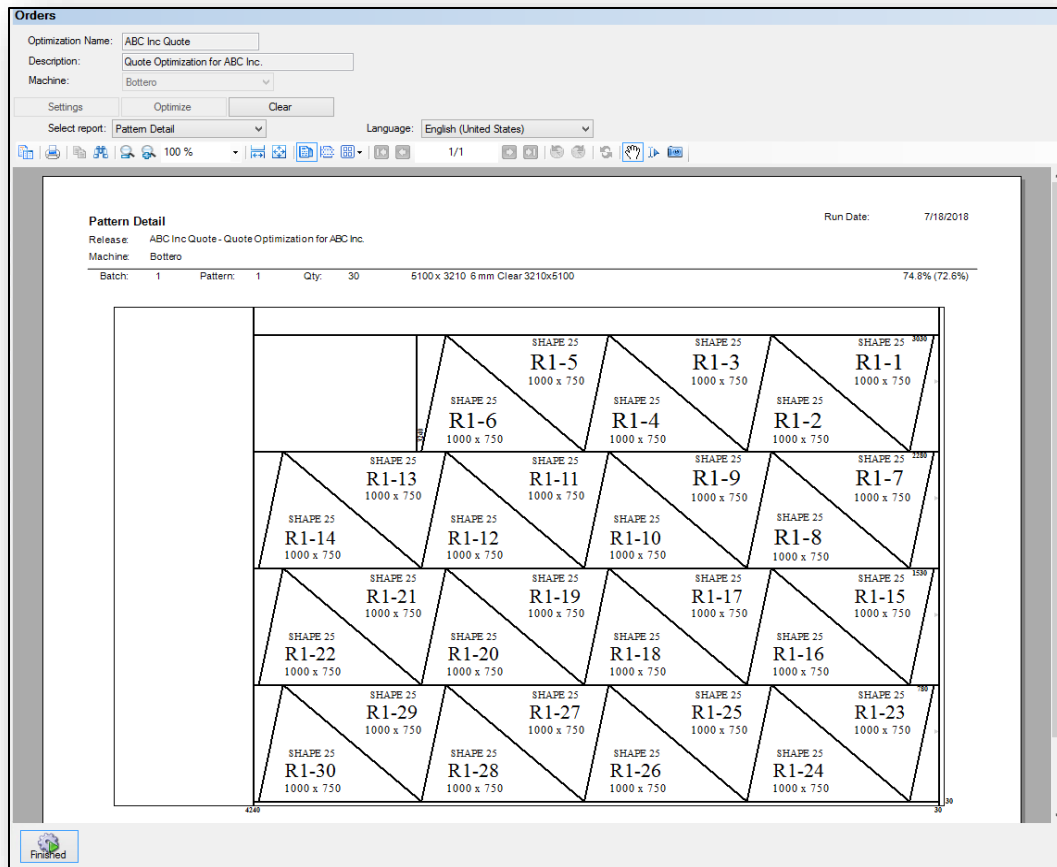 Orders
Optimization Name: ABC Inc Quote
Description: Quote Optimization for ABC Inc.
Machine: Bottero
Settings Optimize Clear
Select report: Pattern Detail Language: English (United States)
100 % 1/1
Pattern Detail Run Date: 7/18/2018
Release: ABC Inc Quote - Quote Optimization for ABC Inc.
Machine: Bottero
Batch: 1 Pattern: 1 Qty: 30 5100 x 3210 6 mm Clear 3210x5100 74.8% (72.6%)
SHAPE 25 SHAPE 25 SHAPE 25 3030
R1-5 R1-3 R1-1
1000 x 750 1000 x 750 1000 x 750
SHAPE 25 SHAPE 25 SHAPE 25
R1-6 R1-4 R1-2
1000 x 750 1000 x 750 1000 x 750
SHAPE 25 SHAPE 25 SHAPE 25 SHAPE 25 2280
R1-13 R1-11 R1-9 R1-7
1000 x 750 1000 x 750 1000 x 750 1000 x 750
SHAPE 25 SHAPE 25 SHAPE 25 SHAPE 25
R1-14 R1-12 R1-10 R1-8
1000 x 750 1000 x 750 1000 x 750 1000 x 750
SHAPE 25 SHAPE 25 SHAPE 25 SHAPE 25 1530
R1-21 R1-19 R1-17 R1-15
1000 x 750 1000 x 750 1000 x 750 1000 x 750
SHAPE 25 SHAPE 25 SHAPE 25 SHAPE 25
R1-22 R1-20 R1-18 R1-16
1000 x 750 1000 x 750 1000 x 750 1000 x 750
SHAPE 25 SHAPE 25 SHAPE 25 SHAPE 25 780
R1-29 R1-27 R1-25 R1-23
1000 x 750 1000 x 750 1000 x 750 1000 x 750
SHAPE 25 SHAPE 25 SHAPE 25 SHAPE 25
R1-30 R1-28 R1-26 R1-24
1000 x 750 1000 x 750 1000 x 750 1000 x 750
30
4240 30
Finished